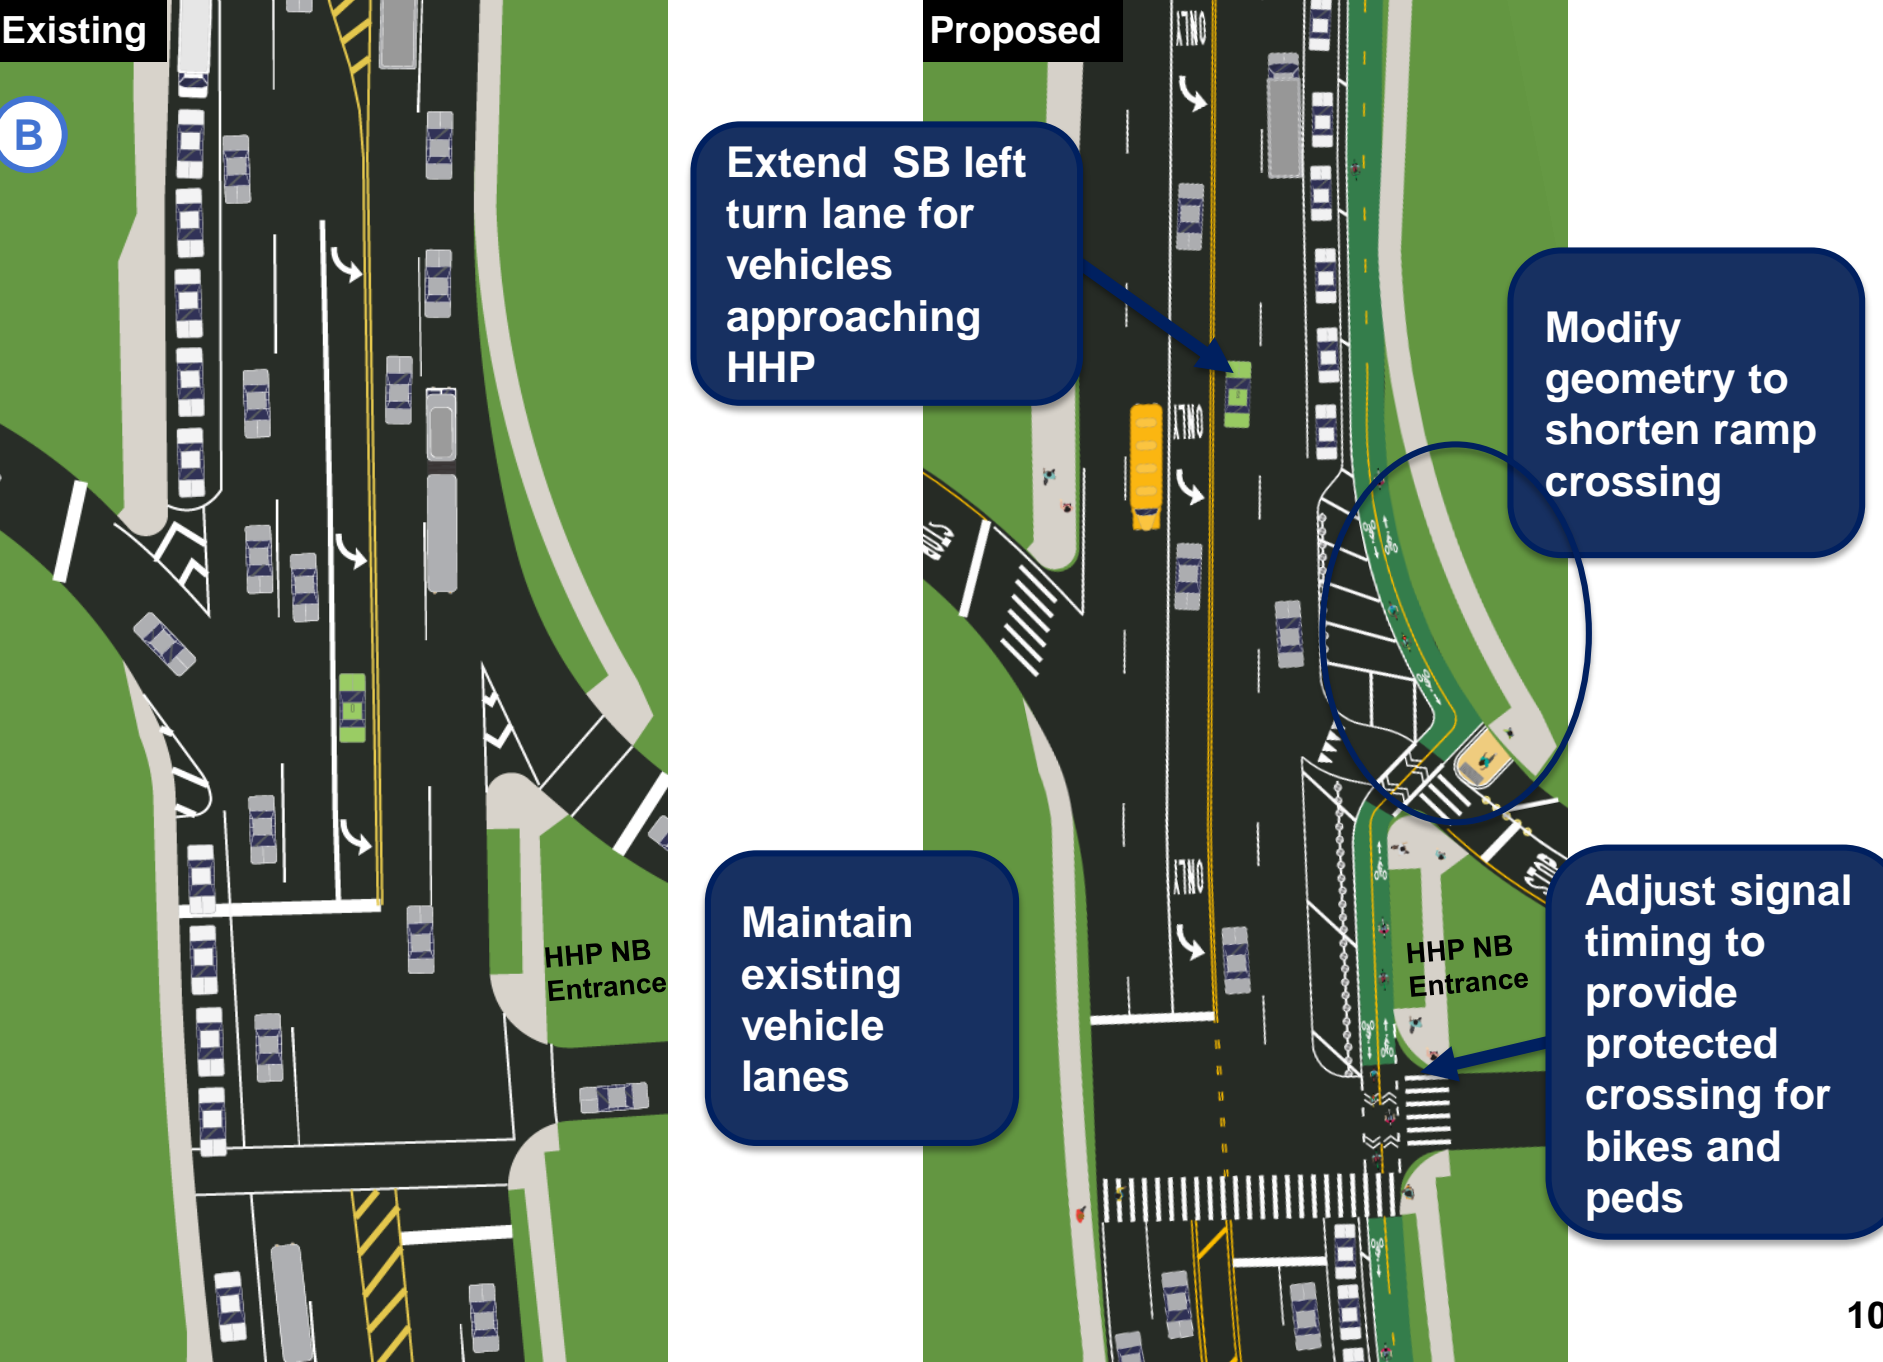 Existing
B
HHP NB
Entrance
Proposed
ONLY
ONLY
ONLY
STOP
STOP
HHP NB
Entrance
Extend  SB left
turn lane for
vehicles
approaching
HHP
Modify
geometry to
shorten ramp
crossing
Maintain
existing
vehicle
lanes
Adjust signal
timing to
provide
protected
crossing for
bikes and
peds
10